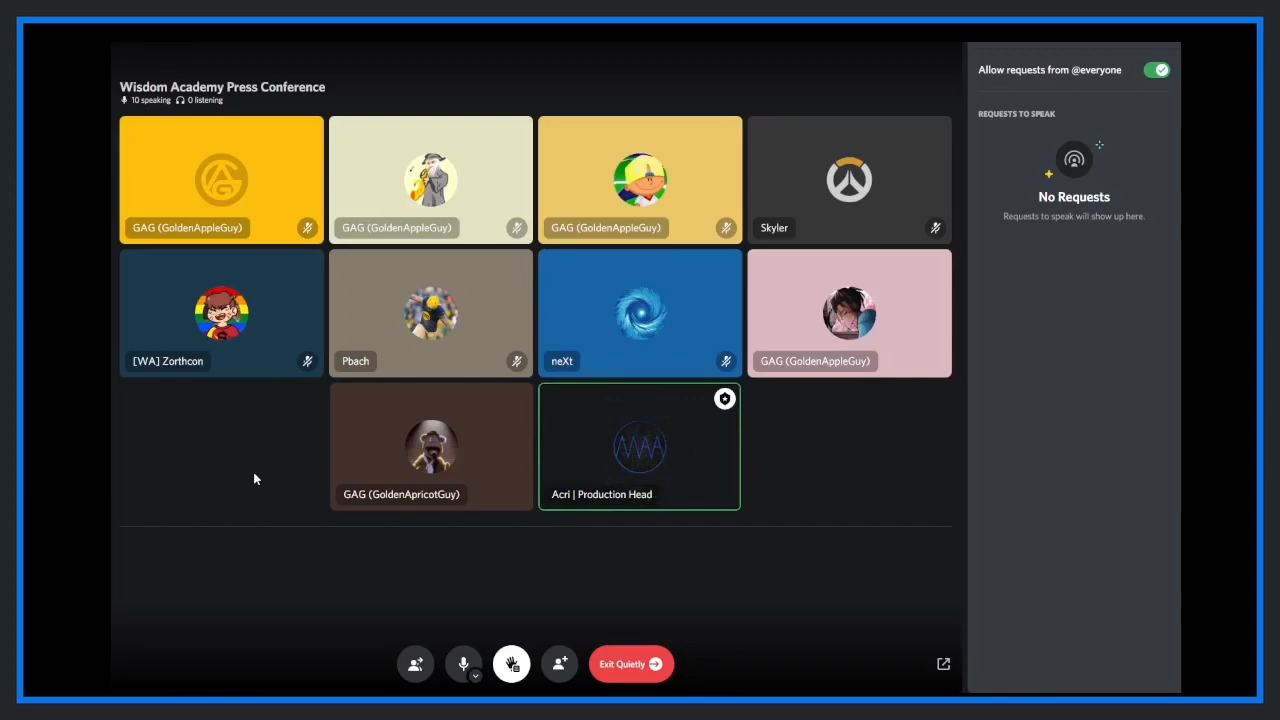 Wisdom Academy Press Conference
10 speaking 0 listening
GAG (GoldenAppleGuy)
GAG (GoldenAppleGuy)
GAG (GoldenAppleGuy)
Skyler
[WA] Zorthcon
Pbach
neXt
GAG (GoldenAppleGuy)
GAG (GoldenApricotGuy)
Acri | Production Head
Exit Quietly
Allow requests from @everyone
REQUESTS TO SPEAK
No Requests
Requests to speak will show up here.